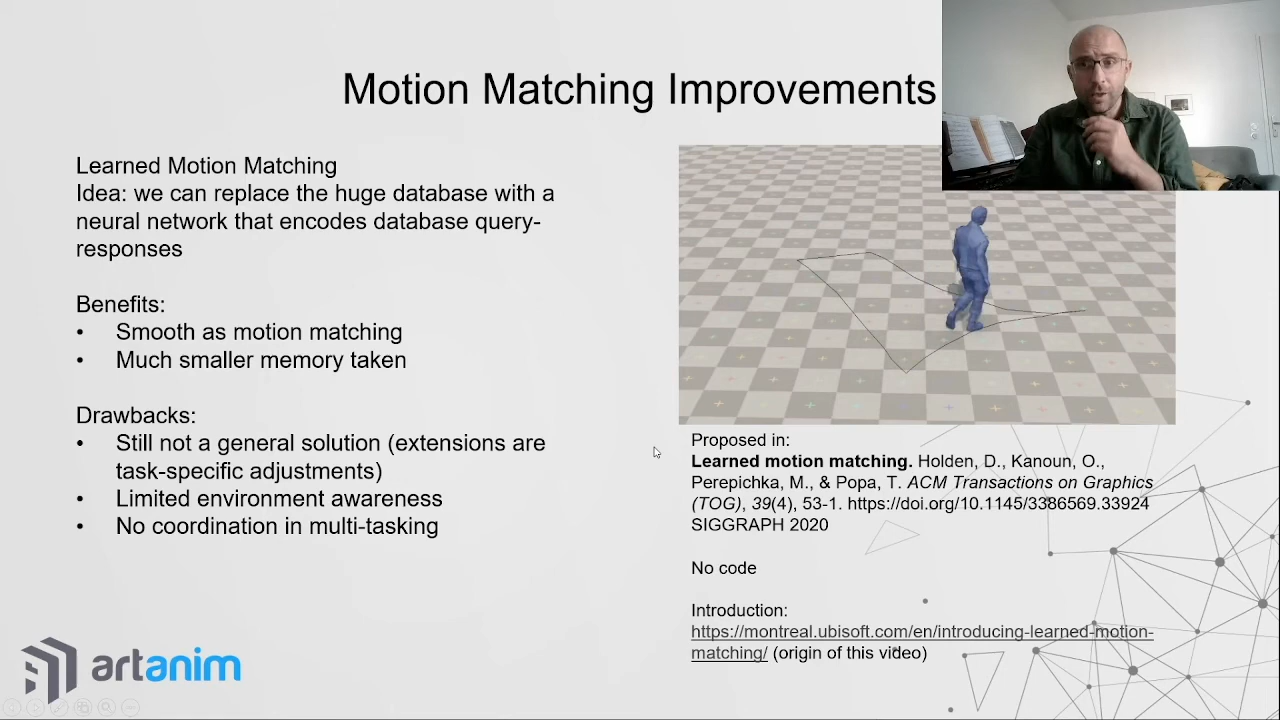 Motion Matching Improvements
Learned Motion Matching
Idea: we can replace the huge database with a
neural network that encodes database query-
responses
Benefits:
• Smooth as motion matching
• Much smaller memory taken
Drawbacks:
• Still not a general solution (extensions are
task-specific adjustments)
• Limited environment awareness
• No coordination in multi-tasking
Proposed in:
Learned motion matching. Holden, D., Kanoun, O.,
Perepichka, M., & Popa, T. ACM Transactions on Graphics
(TOG), 39(4), 53-1. https://doi.org/10.1145/3386569.33924
SIGGRAPH 2020
No code
Introduction:
https://montreal.ubisoft.com/en/introducing-learned-motion-
matching/ (origin of this video)
artanim